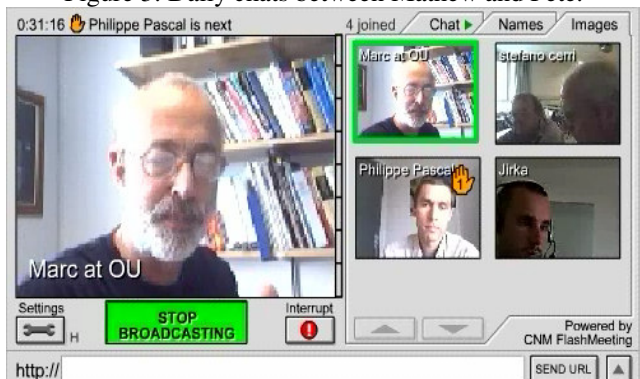 Figure 3: Daily chats between Mathew and Pete.
0:31:16 Philippe Pascal is next
4 joined Chat Names Images
Marc at OU
stefano cerri
Philippe Pascal
1
Jirka
Marc at OU
Settings
H
STOP
BROADCASTING
Interrupt
Powered by
CNM FlashMeeting
http://
SEND URL